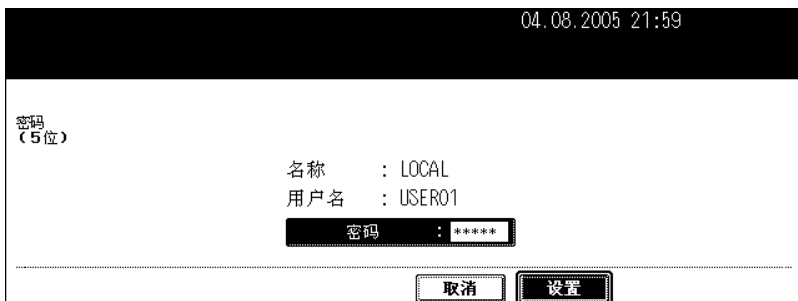 04.08.2005 21:59
密码
(5位)
名称 : LOCAL
用户名 : USER01
密码 : *****
取消 设置